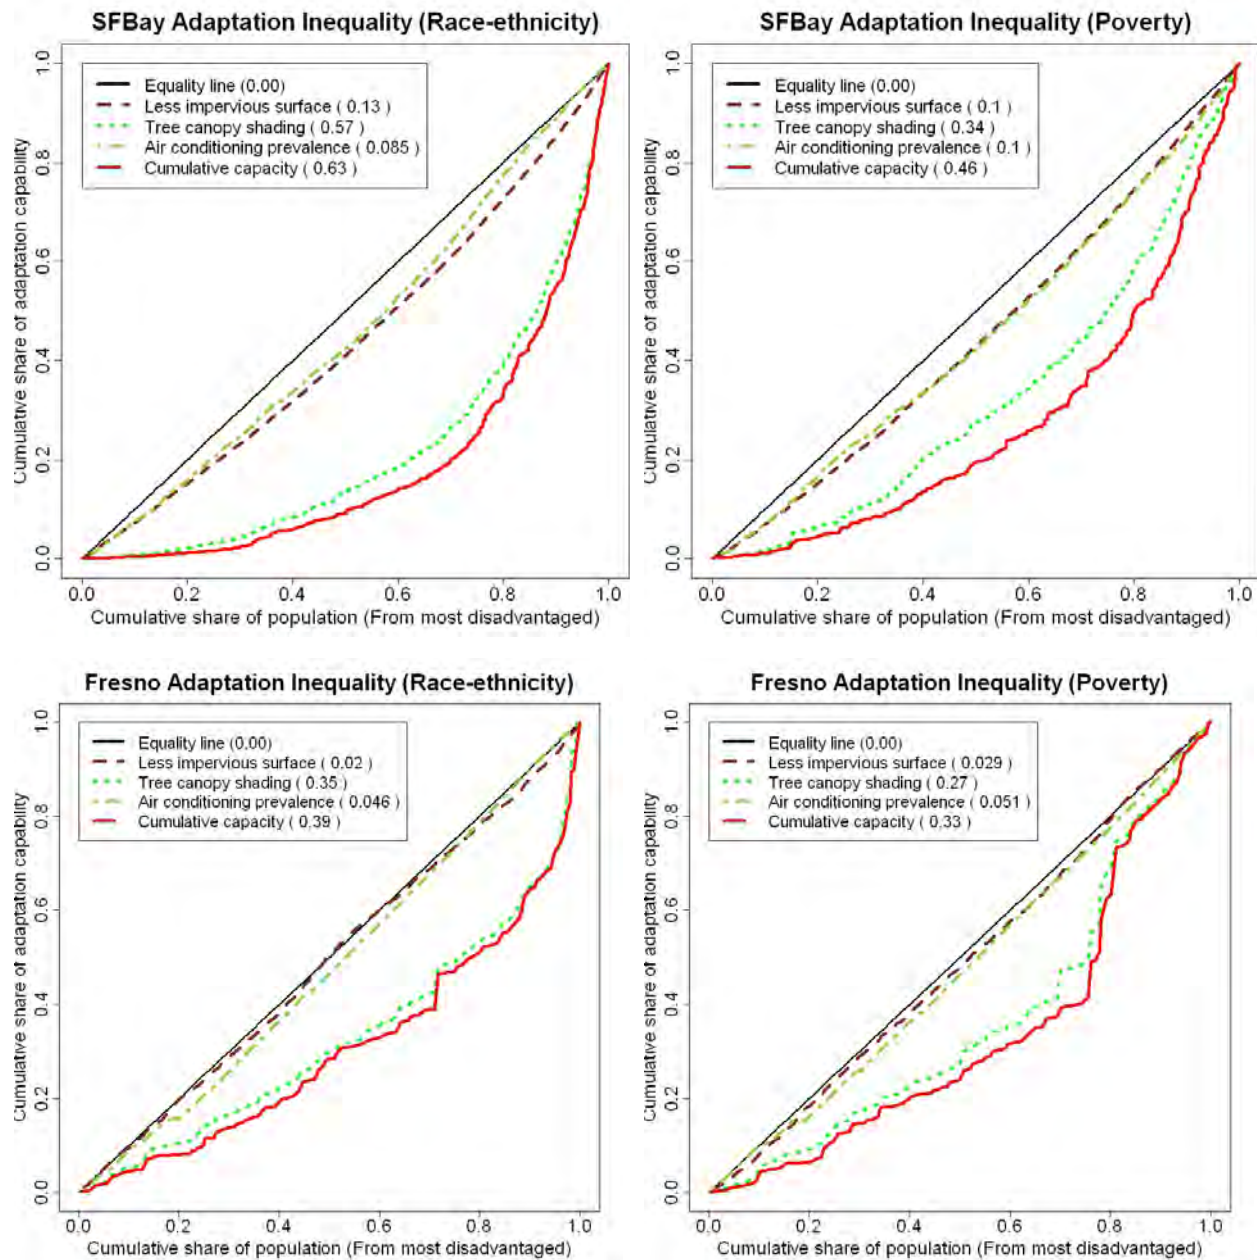 SFBay Adaptation Inequality (Race-ethnicity)
Cumulative share of adaptation capability
1.0
0.8
0.6
0.4
0.2
0.0
Equality line (0.00)
Less impervious surface ( 0.13 )
Tree canopy shading ( 0.57 )
Air conditioning prevalence ( 0.085 )
Cumulative capacity ( 0.63 )
0.0 0.2 0.4 0.6 0.8 1.0
Cumulative share of population (From most disadvantaged)
SFBay Adaptation Inequality (Poverty)
Cumulative share of adaptation capability
1.0
0.8
0.6
0.4
0.2
0.0
Equality line (0.00)
Less impervious surface ( 0.1 )
Tree canopy shading ( 0.34 )
Air conditioning prevalence ( 0.1 )
Cumulative capacity ( 0.46 )
0.0 0.2 0.4 0.6 0.8 1.0
Cumulative share of population (From most disadvantaged)
Fresno Adaptation Inequality (Race-ethnicity)
Cumulative share of adaptation capability
1.0
0.8
0.6
0.4
0.2
0.0
Equality line (0.00)
Less impervious surface ( 0.02 )
Tree canopy shading ( 0.35 )
Air conditioning prevalence ( 0.046 )
Cumulative capacity ( 0.39 )
0.0 0.2 0.4 0.6 0.8 1.0
Cumulative share of population (From most disadvantaged)
Fresno Adaptation Inequality (Poverty)
Cumulative share of adaptation capability
1.0
0.8
0.6
0.4
0.2
0.0
Equality line (0.00)
Less impervious surface ( 0.029 )
Tree canopy shading ( 0.27 )
Air conditioning prevalence ( 0.051 )
Cumulative capacity ( 0.33 )
0.0 0.2 0.4 0.6 0.8 1.0
Cumulative share of population (From most disadvantaged)